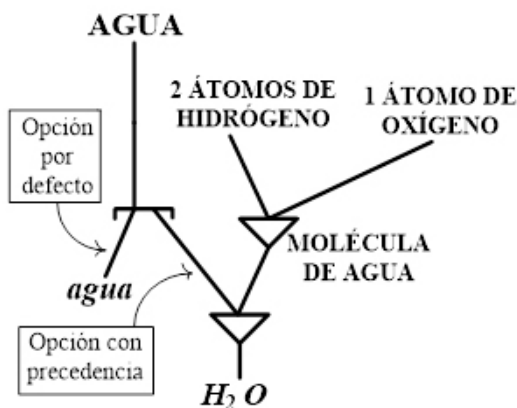 AGUA
2 ÁTOMOS DE
HIDRÓGENO
1 ÁTOMO DE
OXÍGENO
Opción
por
defecto
MOLÉCULA
DE AGUA
agua
Opción con
precedencia
H₂ O